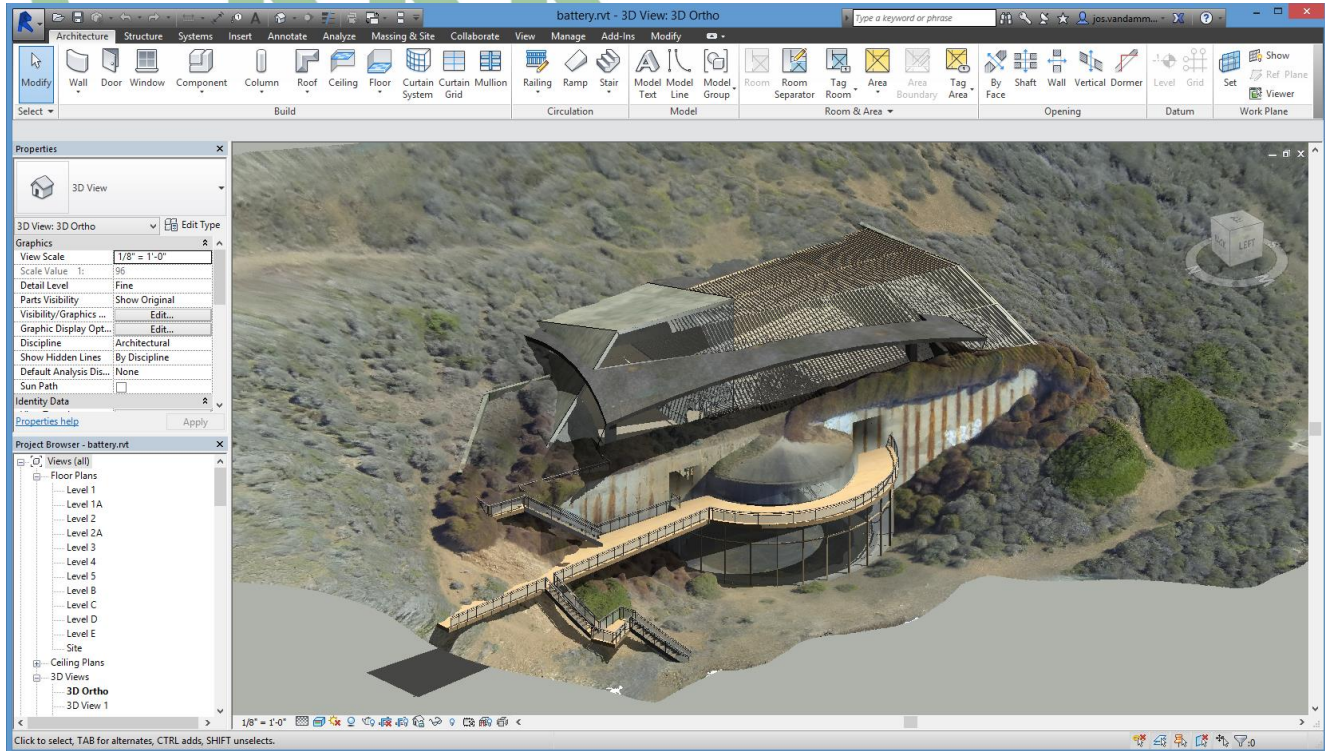 battery.rvt - 3D View: 3D Ortho
Type a keyword or phrase
jos.vandamm...
Architecture Structure Systems Insert Annotate Analyze Massing & Site Collaborate View Manage Add-Ins Modify
Modify Wall Door Window Component Column Roof Ceiling Floor Curtain System Curtain Grid Mullion Railing Ramp Stair Model Text Model Line Model Group Room Room Separator Tag Room Area Area Boundary Tag Area By Face Shaft Wall Vertical Dormer Level Grid Set Show Ref Plane Viewer
Select Build Circulation Model Room & Area Opening Datum Work Plane
Properties
3D View
3D View: 3D Ortho Edit Type
Graphics
View Scale 1/8" = 1'-0"
Scale Value 1: 96
Detail Level Fine
Parts Visibility Show Original
Visibility/Graphics ... Edit...
Graphic Display Opt... Edit...
Discipline Architectural
Show Hidden Lines By Discipline
Default Analysis Dis... None
Sun Path
Identity Data
Properties help Apply
Project Browser - battery.rvt
Views (all)
Floor Plans
Level 1
Level 1A
Level 2
Level 2A
Level 3
Level 4
Level 5
Level B
Level C
Level D
Level E
Site
Ceiling Plans
3D Views
3D Ortho
3D View 1
LEFT
1/8" = 1'-0"
Click to select, TAB for alternates, CTRL adds, SHIFT unselects.
:0